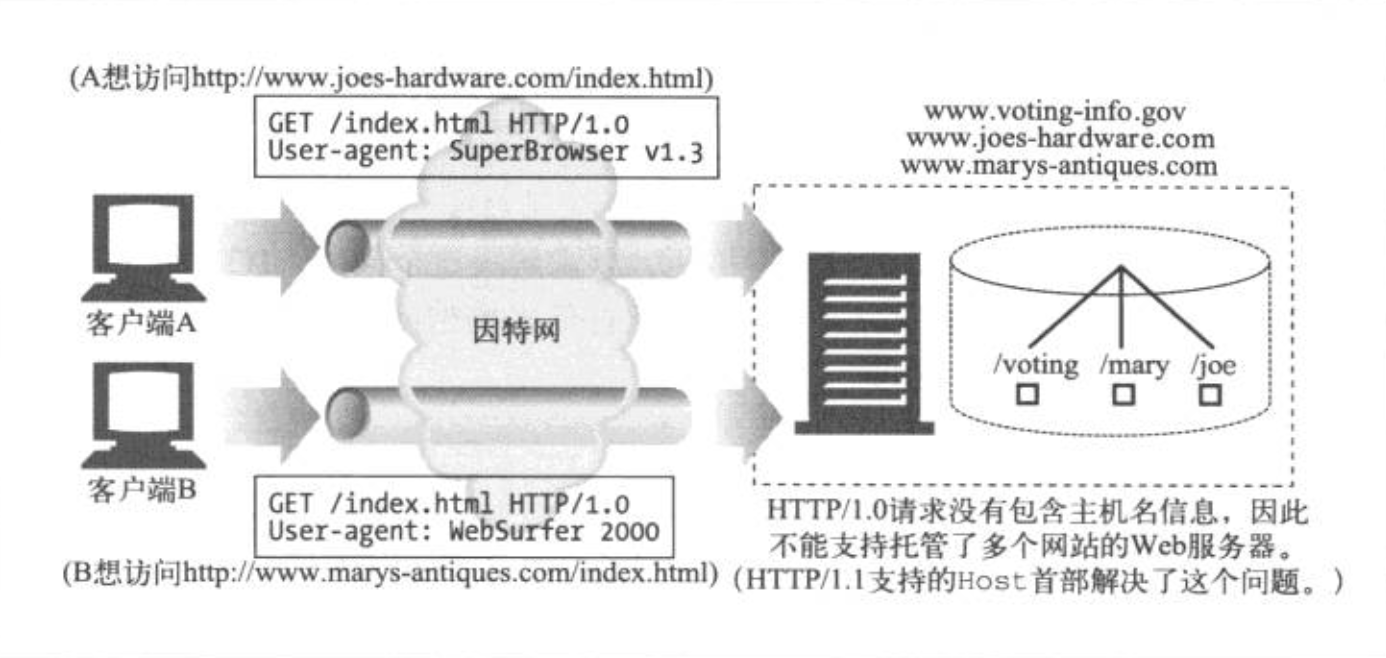 (A想访问http://www.joes-hardware.com/index.html)
GET /index.html HTTP/1.0
User-agent: SuperBrowser v1.3
www.voting-info.gov
www.joes-hardware.com
www.marys-antiques.com
客户端A
因特网
/voting /mary /joe
客户端B
GET /index.html HTTP/1.0
User-agent: WebSurfer 2000
(B想访问http://www.marys-antiques.com/index.html)
HTTP/1.0请求没有包含主机名信息，因此
不能支持托管了多个网站的Web服务器。
(HTTP/1.1支持的Host首部解决了这个问题。)